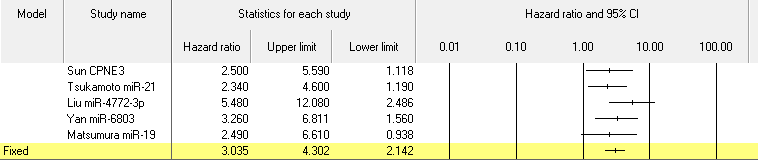 Model Study name Statistics for each study Hazard ratio and 95% CI
Hazard ratio Upper limit Lower limit 0.01 0.10 1.00 10.00 100.00
Sun CPNE3 2.500 5.590 1.118
Tsukamoto miR-21 2.340 4.600 1.190
Liu miR-4772-3p 5.480 12.080 2.486
Yan miR-6803 3.260 6.811 1.560
Matsumura miR-19 2.490 6.610 0.938
Fixed 3.035 4.302 2.142